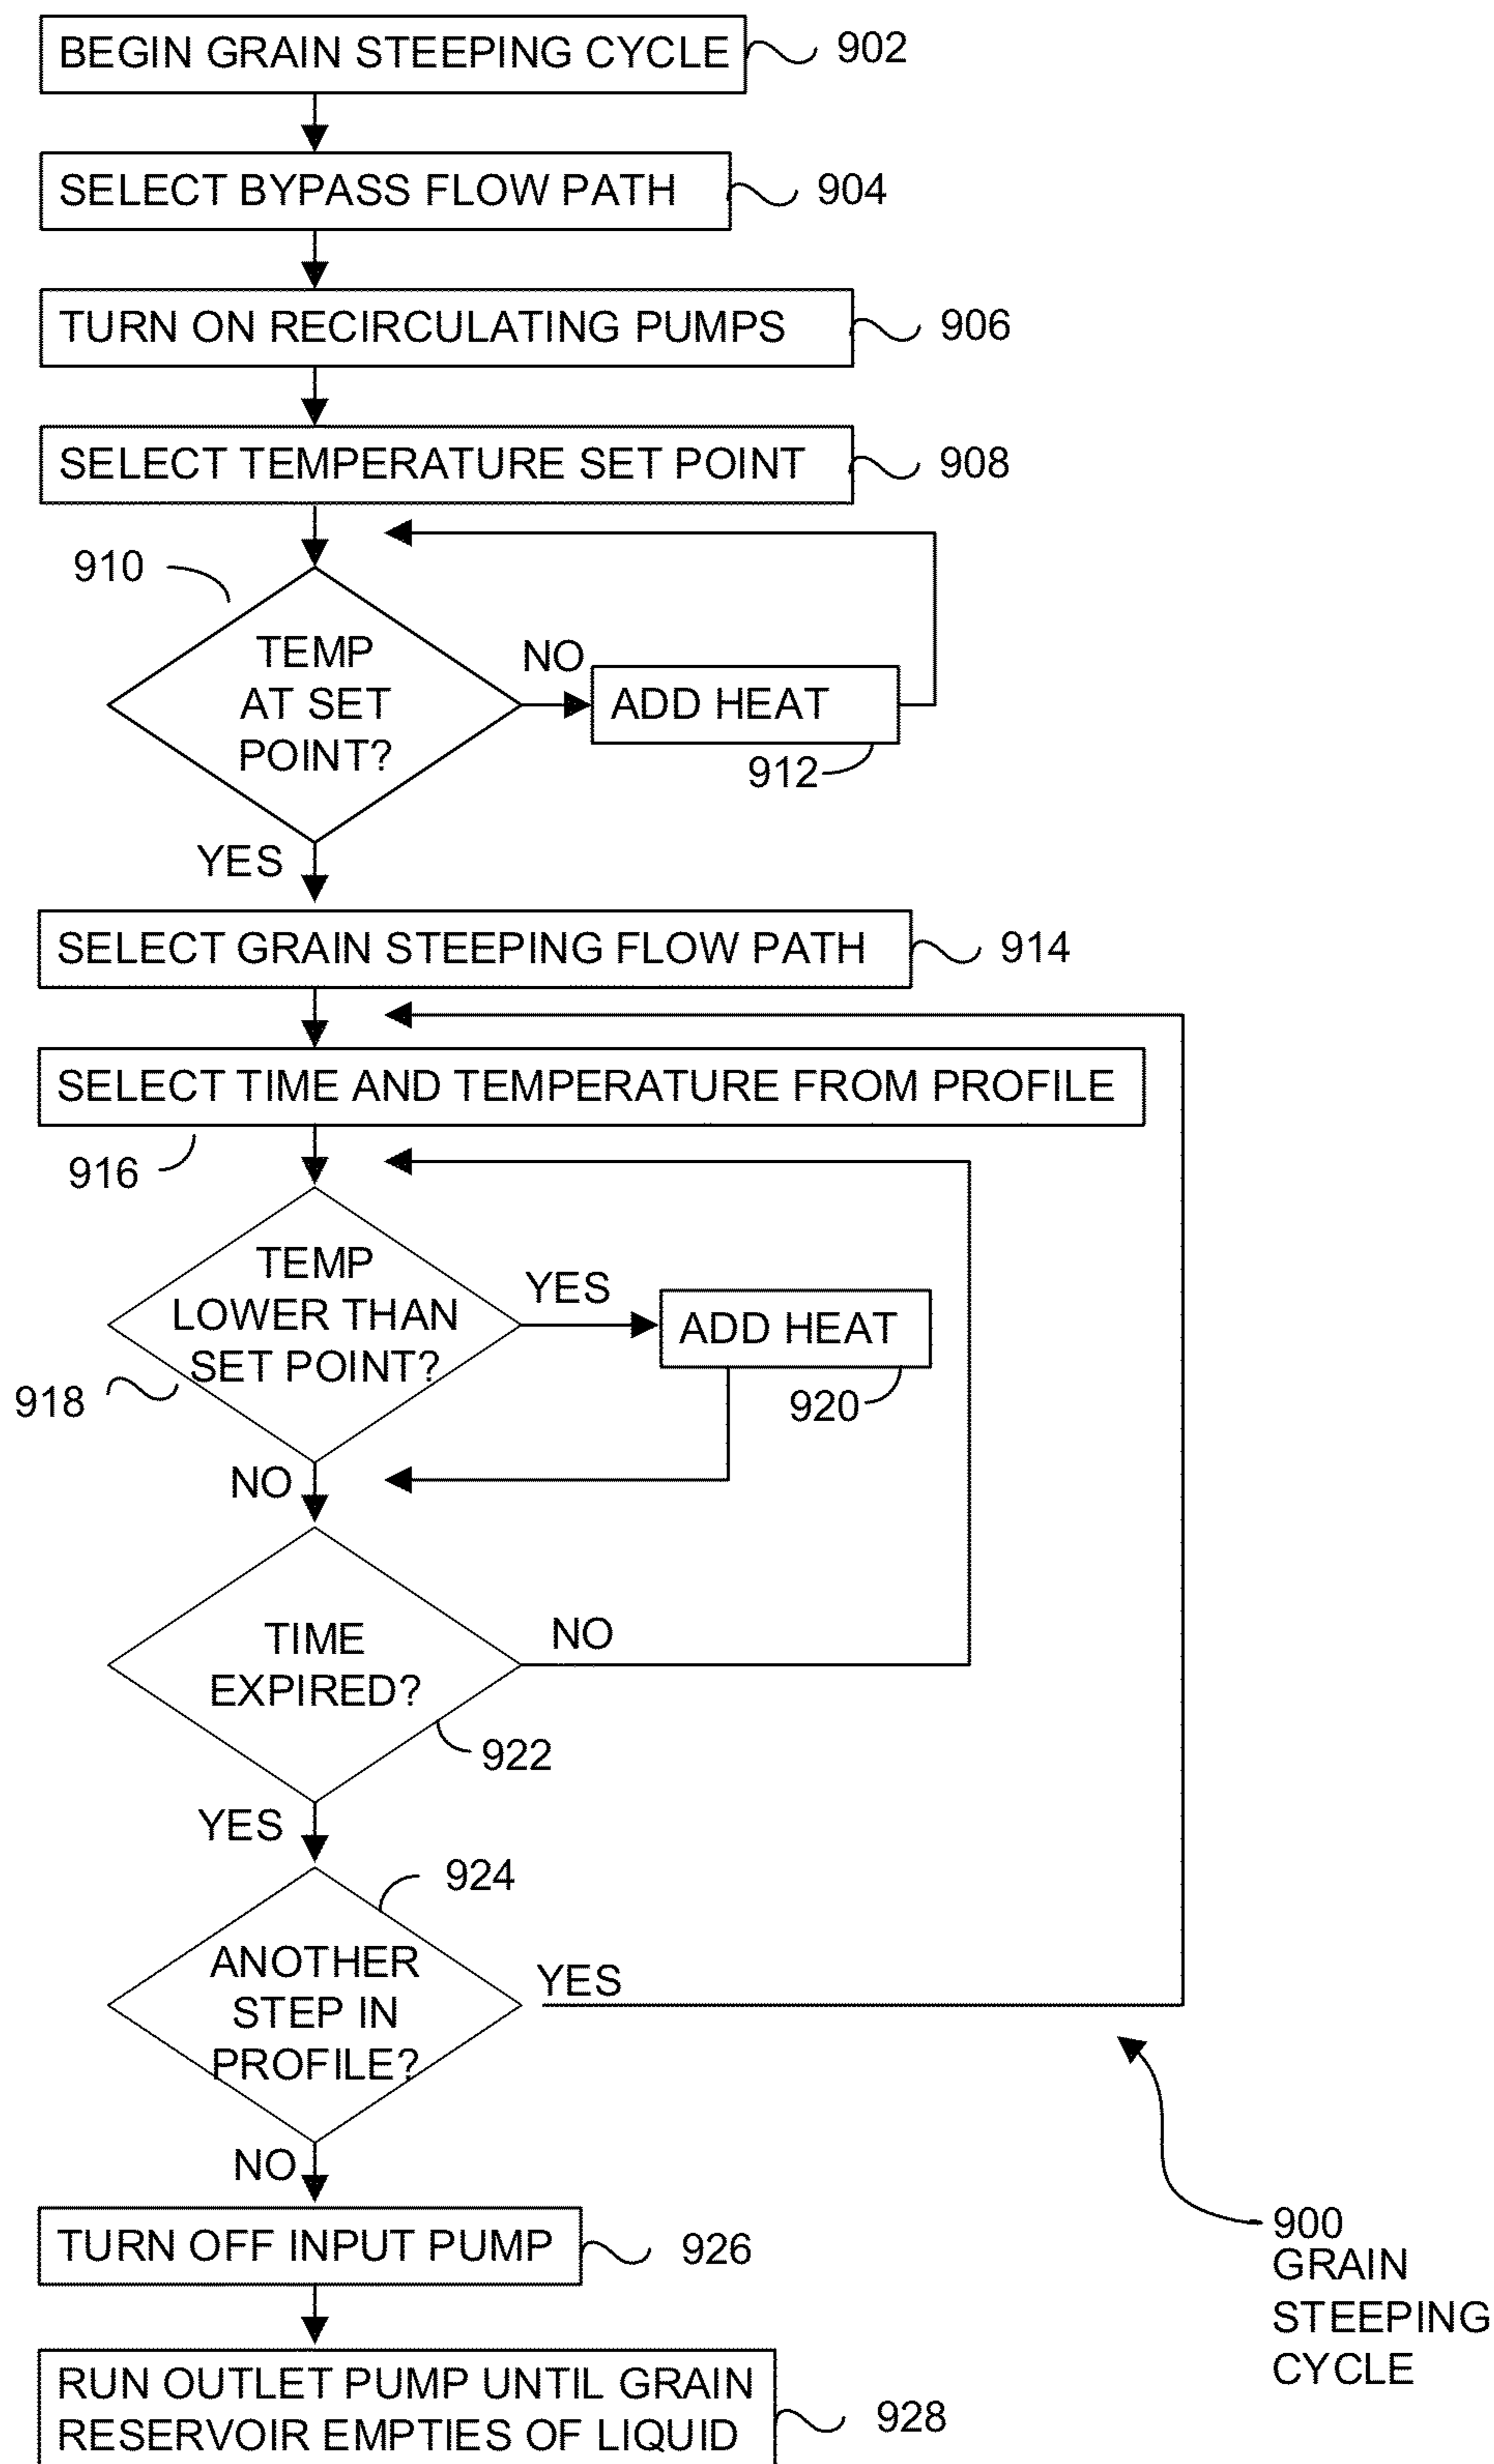 BEGIN GRAIN STEEPING CYCLE
902
SELECT BYPASS FLOW PATH
904
TURN ON RECIRCULATING PUMPS
906
SELECT TEMPERATURE SET POINT
908
910
TEMP
AT SET
POINT?
NO
ADD HEAT
912
YES
SELECT GRAIN STEEPING FLOW PATH
914
SELECT TIME AND TEMPERATURE FROM PROFILE
916
TEMP
LOWER THAN
SET POINT?
YES
ADD HEAT
918
920
NO
TIME
EXPIRED?
NO
922
YES
924
ANOTHER
STEP IN
PROFILE?
YES
NO
TURN OFF INPUT PUMP
926
900
GRAIN
STEEPING
CYCLE
RUN OUTLET PUMP UNTIL GRAIN
RESERVOIR EMPTIES OF LIQUID
928